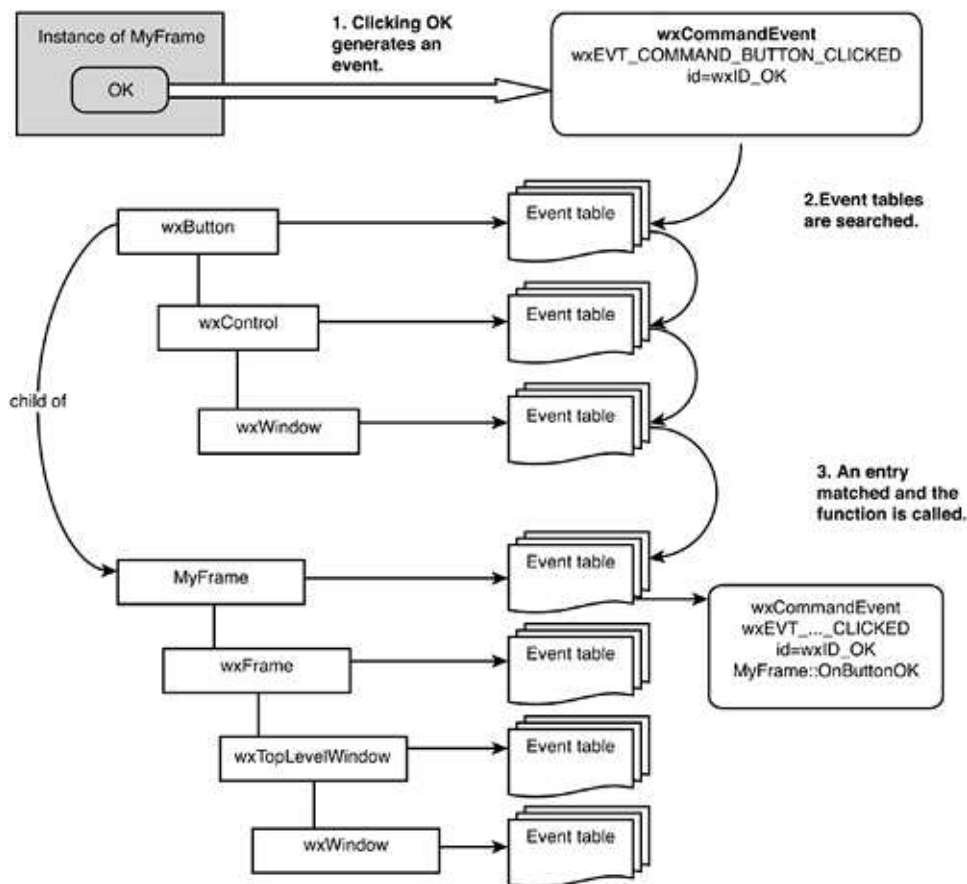 Instance of MyFrame
OK
1. Clicking OK
generates an
event.
wxCommandEvent
wxEVT_COMMAND_BUTTON_CLICKED
id=wxID_OK
2.Event tables
are searched.
wxButton
Event table
wxControl
Event table
child of
wxWindow
Event table
3. An entry
matched and the
function is called.
MyFrame
Event table
wxCommandEvent
wxEVT_..._CLICKED
id=wxID_OK
MyFrame::OnButtonOK
wxFrame
Event table
wxTopLevelWindow
Event table
wxWindow
Event table